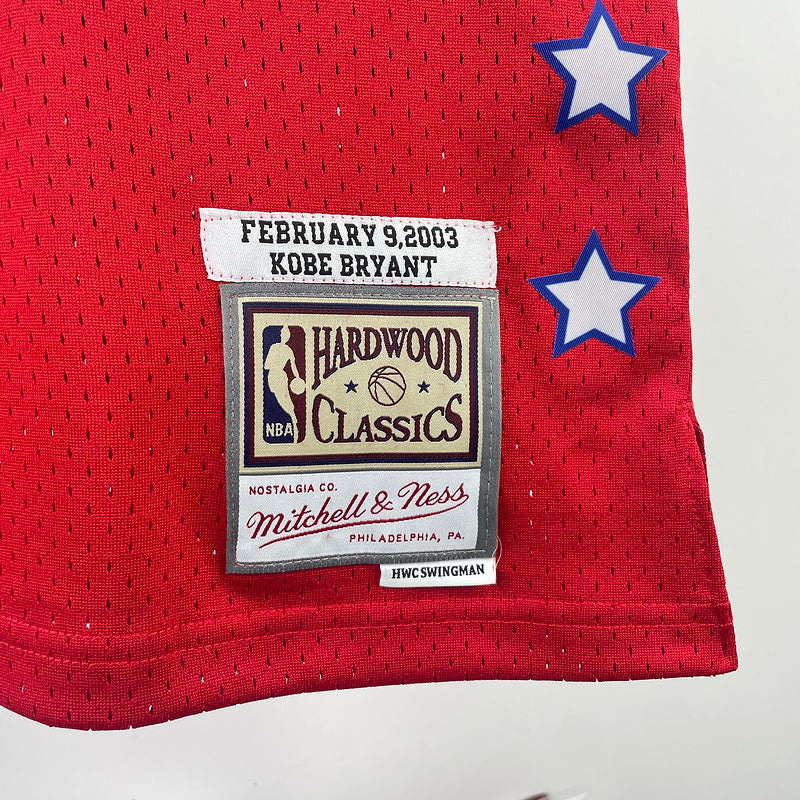 FEBRUARY 9,2003
KOBE BRYANT
HARDWOOD
CLASSICS
NBA
NOSTALGIA CO.
Mitchell & Ness
PHILADELPHIA, PA.
HWC SWINGMAN